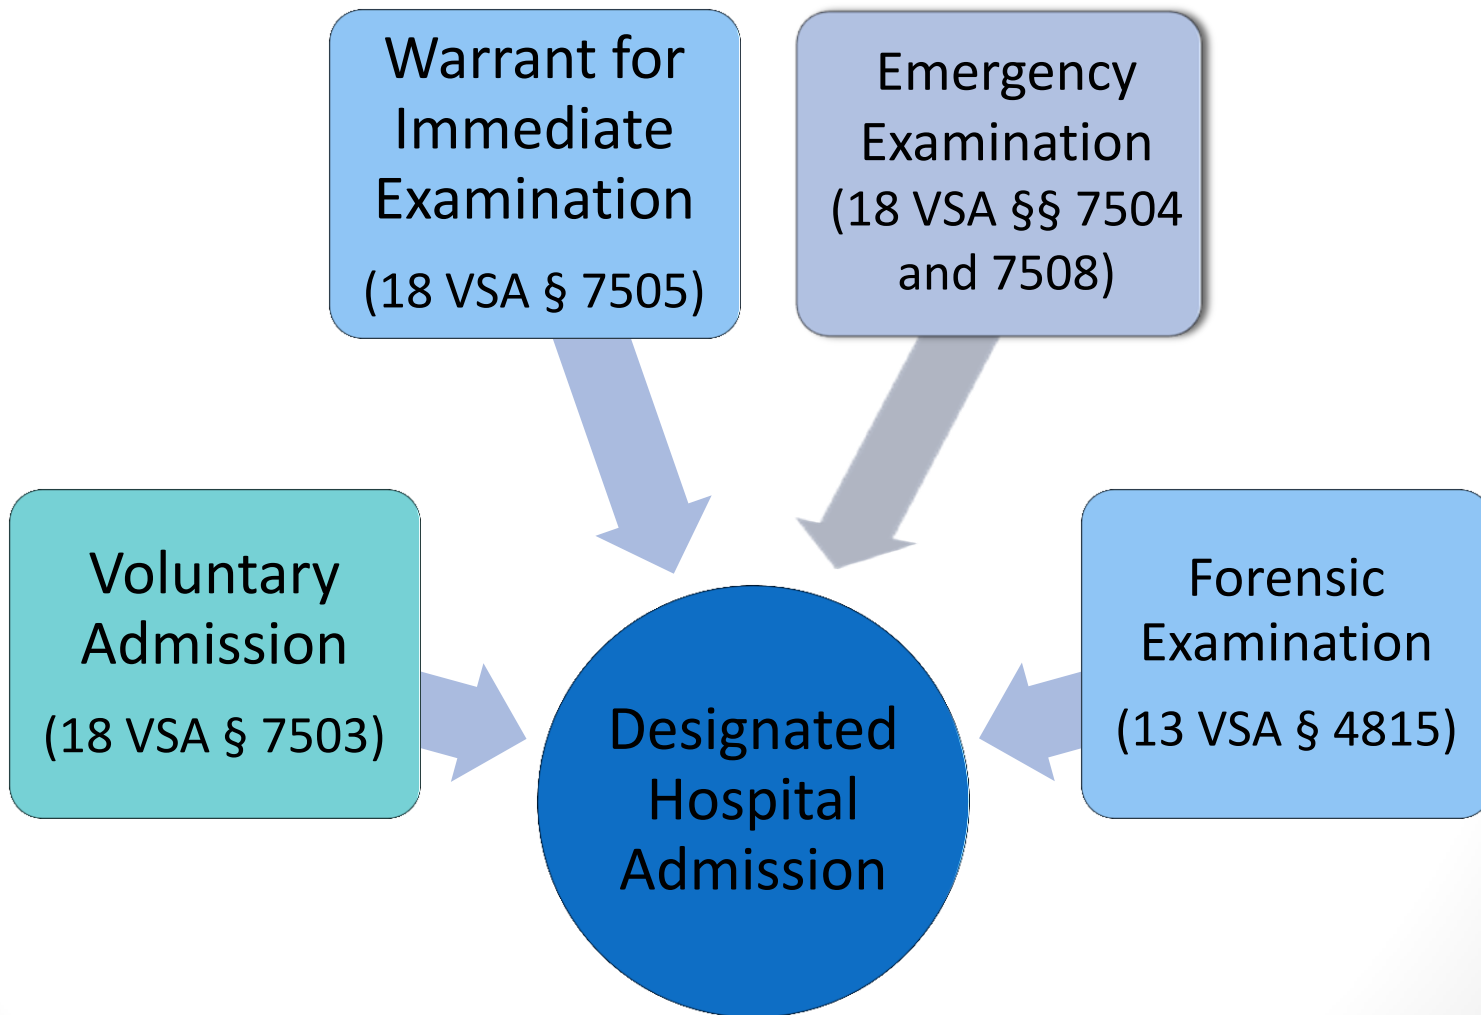 Warrant for
Immediate
Examination
(18 VSA § 7505)
Emergency
Examination
(18 VSA §§ 7504
and 7508)
Voluntary
Admission
(18 VSA § 7503)
Forensic
Examination
(13 VSA § 4815)
Designated
Hospital
Admission